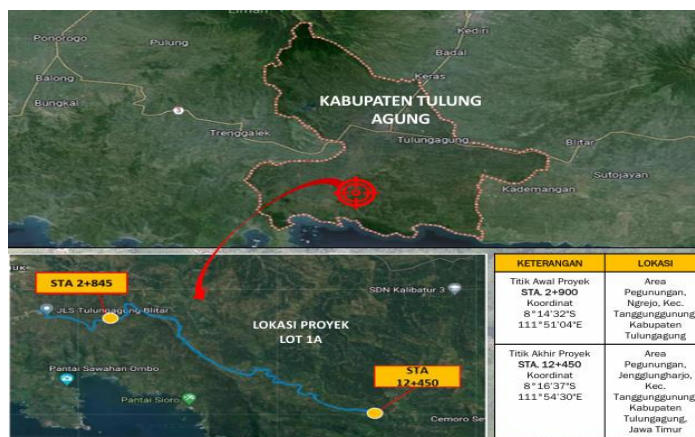 Liman
Kediri
Ponorogo
Pulung
Badal
Balong
Keras
Bungkal
KABUPATEN TULUNG
AGUNG
3
Trenggalek
Tulungagung
Blitar
Sutojayan
Kademangan
STA 2+845
SDN Kalibatur 3
JLS Tulungagung Blitar
LOKASI PROYEK
LOT 1A
Pantai Sawahan Ombo
STA
12+450
Pantai Sioro
Cemoro Se
KETERANGAN
LOKASI
Titik Awal Proyek
STA. 2+900
Koordinat
8°14'32"S
111°51'04"E
Area
Pegunungan,
Ngrejo, Kec.
Tanggunggunung
Kabupaten
Tulungagung
Titik Akhir Proyek
STA. 12+450
Koordinat
8°16'37"S
111°54'30"E
Area
Pegunungan,
Jengglungharjo,
Kec.
Tanggunggunung
Kabupaten
Tulungagung,
Jawa Timur